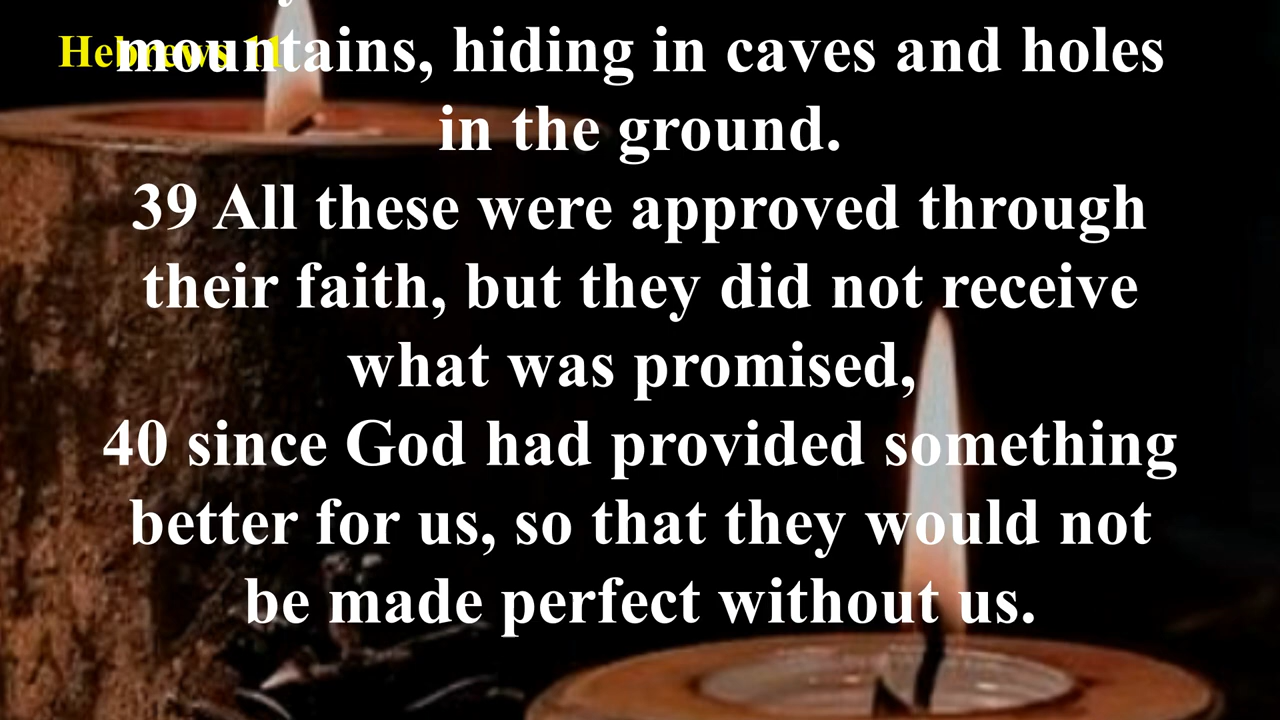 Hebrews 11
mountains, hiding in caves and holes
in the ground.
39 All these were approved through
their faith, but they did not receive
what was promised,
40 since God had provided something
better for us, so that they would not
be made perfect without us.